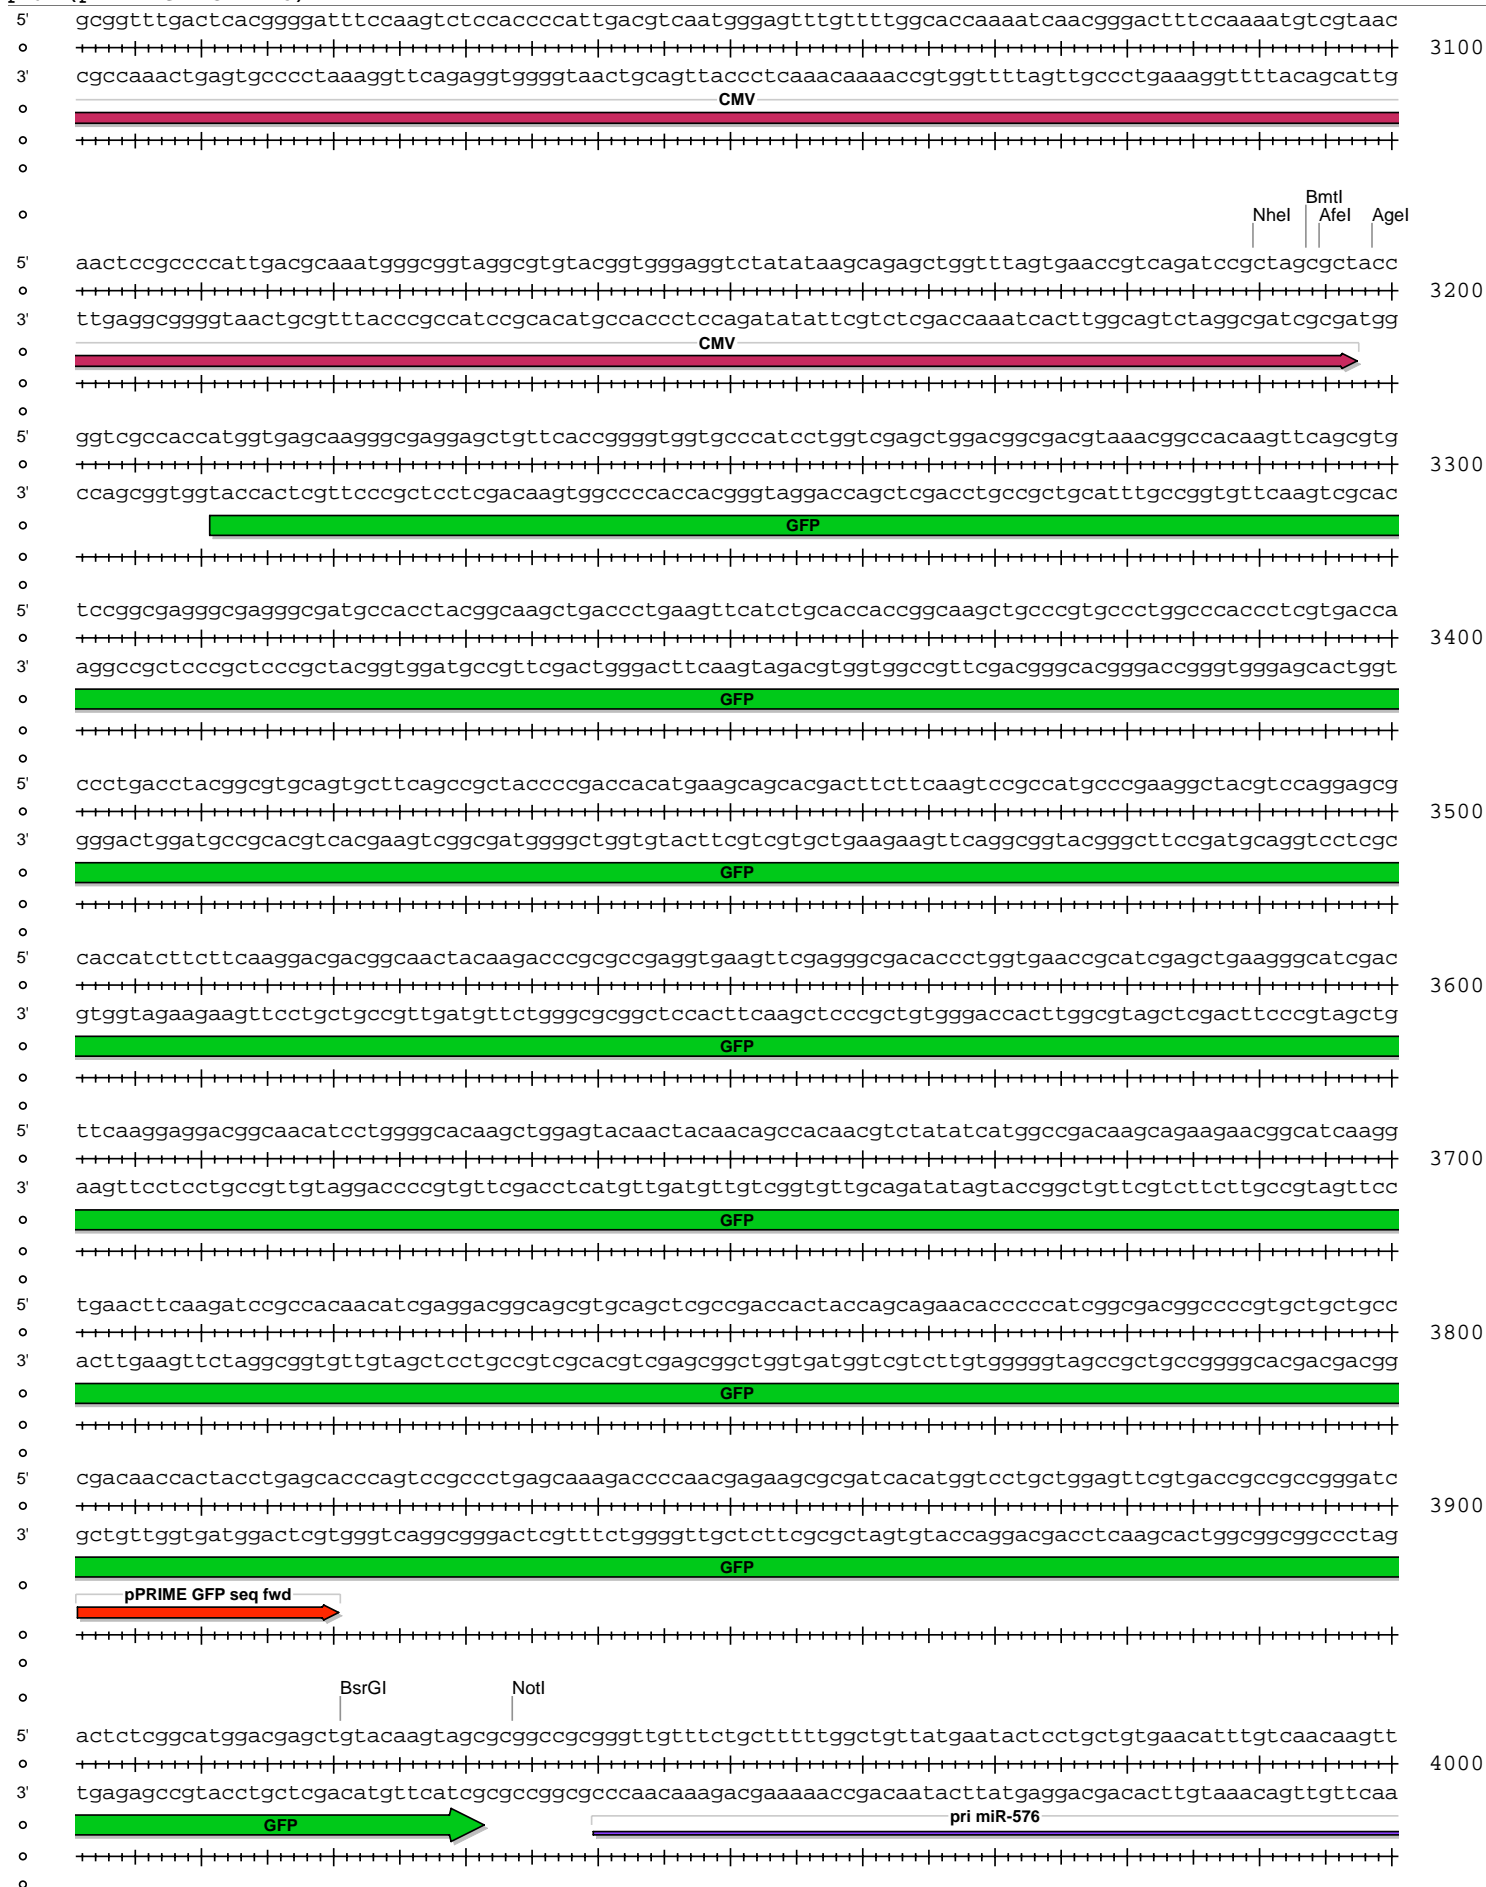 5' gcggtttgactcacggggatttccaagtctccaccccattgacgtcaatgggagtttgttttggcaccaaaatcaacgggactttccaaaatgtcgtaac
3100
3' cgccaaactgagtgcccctaaaggttcagaggtggggtaactgcagttaccctcaaacaaaaccgtggttttagttgccctgaaaggttttacagcattg
CMV
BmtI
NheI AfeI AgeI
5' aactccgccccattgacgcaaatgggcggtaggcgtgtacggtgggaggtctatataagcagagctggtttagtgaaccgtcagatccgctagcgctacc
3200
3' ttgaggcggggtaactgcgtttacccgccatccgcacatgccaccctccagatatattcgtctcgaccaaatcacttggcagtctaggcgatcgcgatgg
CMV
5' ggtcgccaccatggtgagcaagggcgaggagctgttcaccggggtggtgcccatcctggtcgagctggacggcgacgtaaacggccacaagttcagcgtg
3300
3' ccagcggtggtaccactcgttcccgctcctcgacaagtggccccaccacgggtaggaccagctcgacctgccgctgcatttgccggtgttcaagtcgcac
GFP
5' tccggcgagggcgagggcgatgccacctacggcaagctgaccctgaagttcatctgcaccaccggcaagctgcccgtgccctggcccaccctcgtgacca
3400
3' aggccgctcccgctcccgctacggtggatgccgttcgactgggacttcaagtagacgtggtggccgttcgacgggcacgggaccgggtgggagcactggt
GFP
5' ccctgacctacggcgtgcagtgcttcagccgctaccccgaccacatgaagcagcacgacttcttcaagtccgccatgcccgaaggctacgtccaggagcg
3500
3' gggactggatgccgcacgtcacgaagtcggcgatggggctggtgtacttcgtcgtgctgaagaagttcaggcggtacgggcttccgatgcaggtcctcgc
GFP
5' caccatcttcttcaaggacgacggcaactacaagacccgcgccgaggtgaagttcgagggcgacaccctggtgaaccgcatcgagctgaagggcatcgac
3600
3' gtggtagaagaagttcctgctgccgttgatgttctgggcgcggctccacttcaagctcccgctgtgggaccacttggcgtagctcgacttcccgtagctg
GFP
5' ttcaaggaggacggcaacatcctggggcacaagctggagtacaactacaacagccacaacgtctatatcatggccgacaagcagaagaacggcatcaagg
3700
3' aagttcctcctgccgttgtaggaccccgtgttcgacctcatgttgatgttgtcggtgttgcagatatagtaccggctgttcgtcttcttgccgtagttcc
GFP
5' tgaacttcaagatccgccacaacatcgaggacggcagcgtgcagctcgccgaccactaccagcagaacacccccatcggcgacggccccgtgctgctgcc
3800
3' acttgaagttctaggcggtgttgtagctcctgccgtcgcacgtcgagcggctggtgatggtcgtcttgtgggggtagccgctgccggggcacgacgacgg
GFP
5' cgacaaccactacctgagcacccagtccgccctgagcaaagaccccaacgagaagcgcgatcacatggtcctgctggagttcgtgaccgccgccgggatc
3900
3' gctgttggtgatggactcgtgggtcaggcgggactcgtttctggggttgctcttcgcgctagtgtaccaggacgacctcaagcactggcggcggccctag
GFP
pPRIME GFP seq fwd
BsrGI NotI
5' actctcggcatggacgagctgtacaagtagcgcggccgcgggttgtttctgctttttggctgttatgaatactcctgctgtgaacatttgtcaacaagtt
4000
3' tgagagccgtacctgctcgacatgttcatcgcgccggcgcccaacaaagacgaaaaaccgacaatacttatgaggacgacacttgtaaacagttgttcaa
GFP pri miR-576